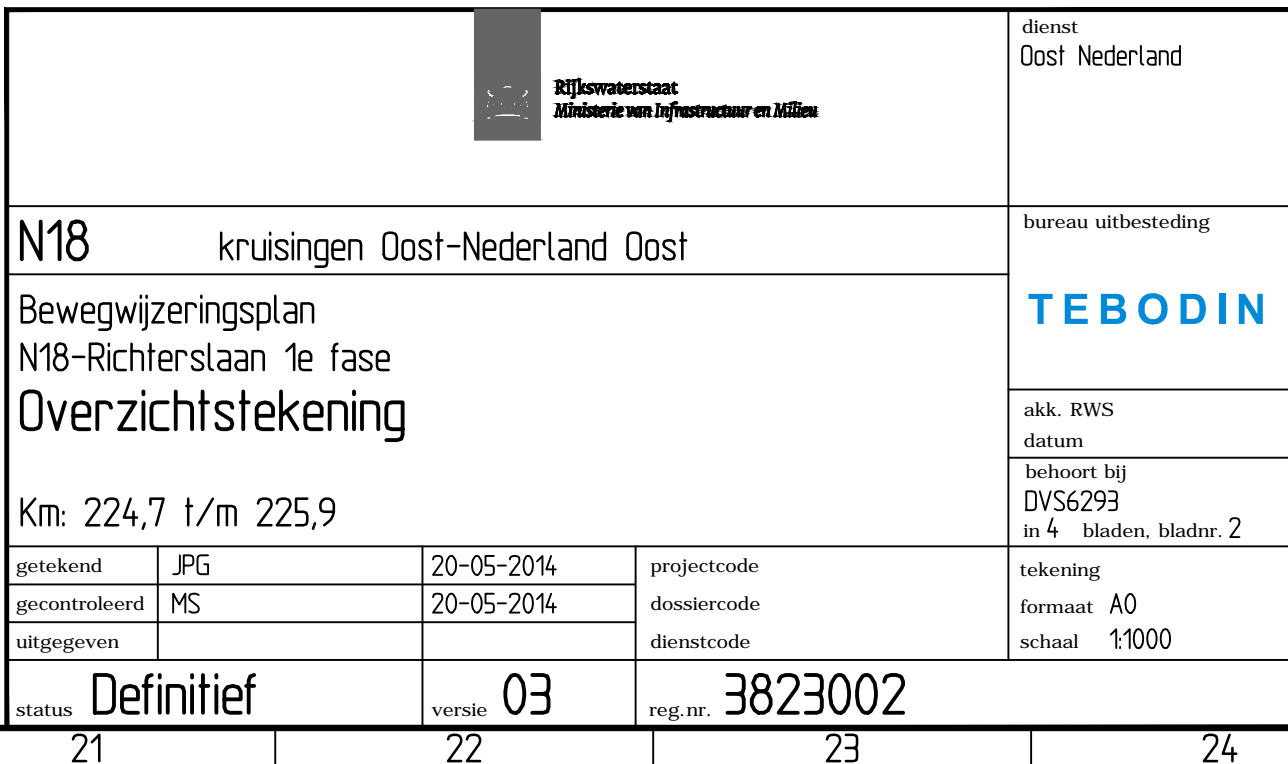 Rijkswaterstaat
Ministerie van Infrastructuur en Milieu
dienst
Oost Nederland
N18 kruisingen Oost-Nederland Oost
bureau uitbesteding
TEBODIN
Bewegwijzeringsplan
N18-Richterslaan 1e fase
Overzichtstekening
Km: 224,7 t/m 225,9
akk. RWS
datum
behoort bij
DVS6293
in 4 bladen, bladnr. 2
getekend JPG 20-05-2014 projectcode
gecontroleerd MS 20-05-2014 dossiercode
uitgegeven dienstcode
tekening
formaat A0
schaal 1:1000
status Definitief versie 03 reg.nr. 3823002
21 22 23 24